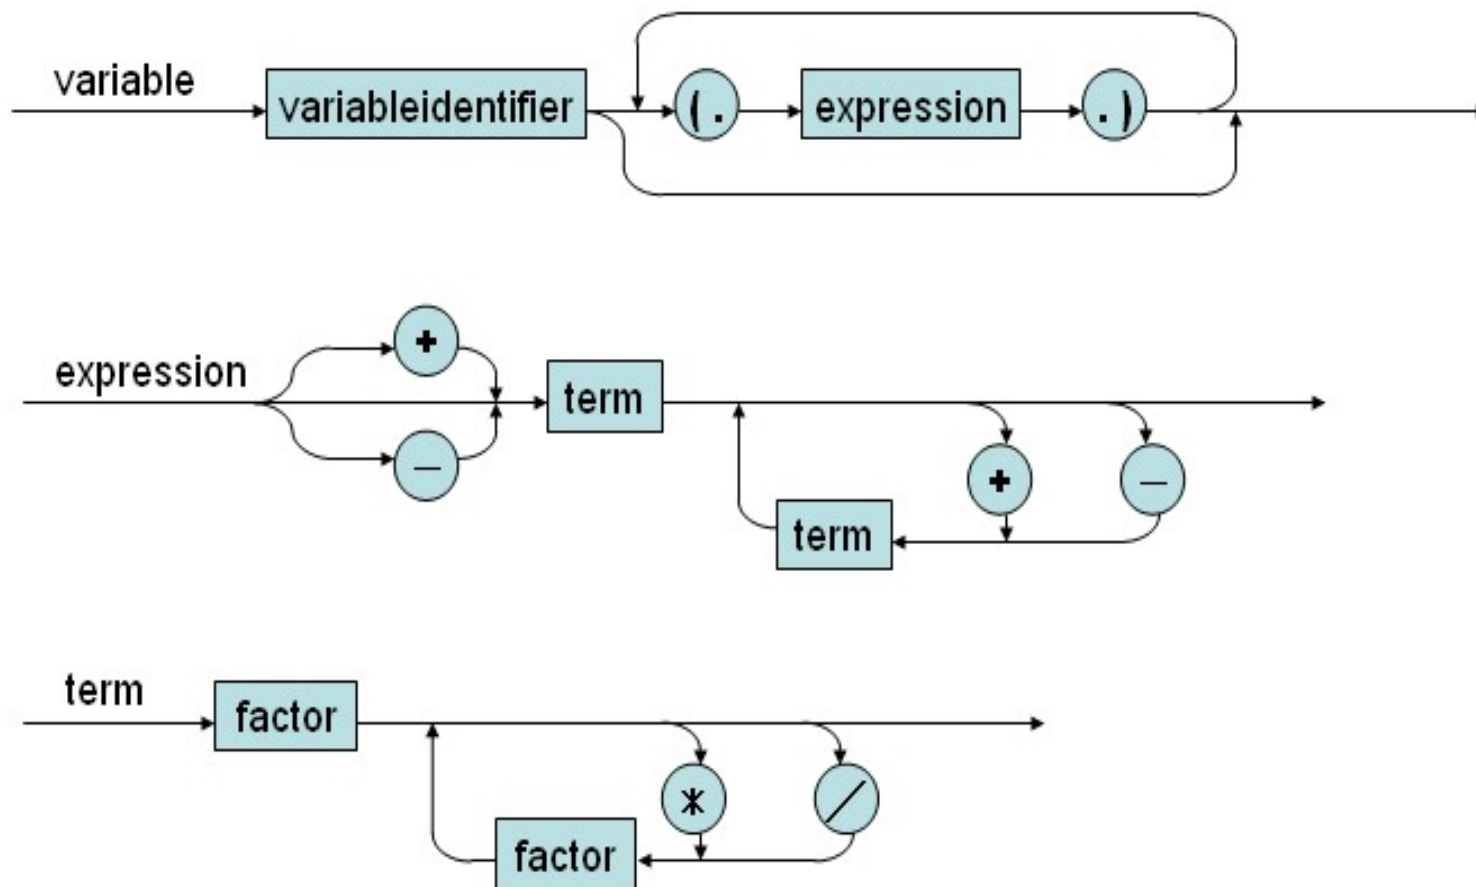 variable
variableidentifier (. expression .)
+
expression term
–
+ –
term
term
factor
* /
factor